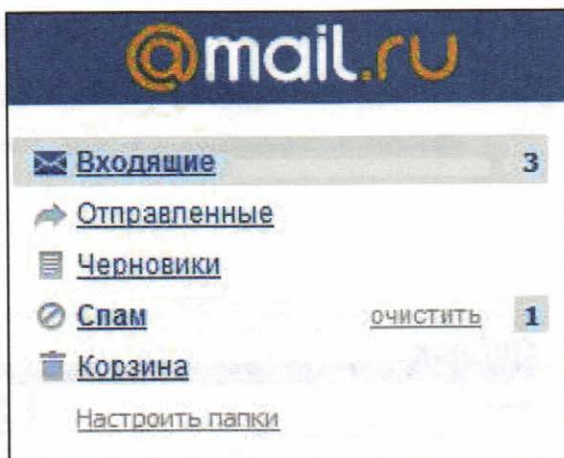 @mail.ru
Входящие 3
Отправленные
Черновики
Спам очистить 1
Корзина
Настроить папки